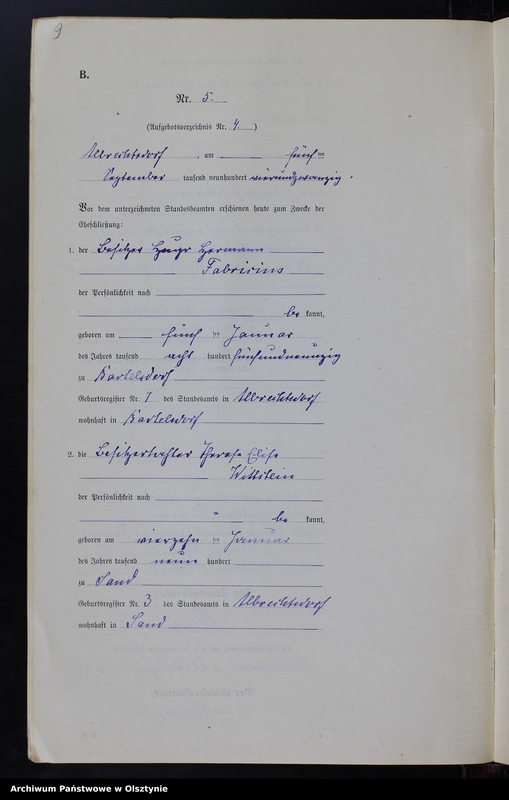 9
B.
Nr. 5.
(Aufgebotsverzeichnis Nr. 4.)
Albrechtsdorf, am fünf ten
September tausend neunhundert vierundzwanzig.
Vor dem unterzeichneten Standesbeamten erschienen heute zum Zwecke der
Eheschließung:
1. der Besitzer Hugo Hermann
Fabricius
der Persönlichkeit nach
be kannt,
geboren am fünf ten Januar
des Jahres tausend acht hundert fünfundneunzig
zu Bartelsdorf
Geburtsregister Nr. 7 des Standesamts in Albrechtsdorf
wohnhaft in Bartelsdorf
2. die Besitzertochter Therese Elise
Wittstein
der Persönlichkeit nach
be kannt,
geboren am vierzehn ten Januar
des Jahres tausend neun hundert
zu Sand
Geburtsregister Nr. 3 des Standesamts in Albrechtsdorf
wohnhaft in Sand
Archiwum Państwowe w Olsztynie